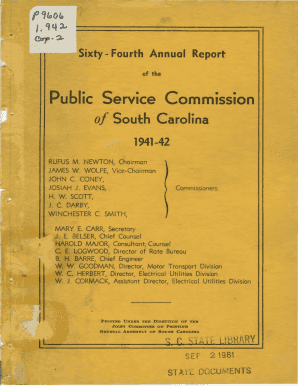 P9606
1.942
Cop. 2
Sixty-Fourth Annual Report
of the
Public Service Commission
of South Carolina
1941-42
RUFUS M. NEWTON, Chairman
JAMES W. WOLFE, Vice-Chairman
JOHN C. CONEY,
JOSIAH J. EVANS,
Commissioners
H. W. SCOTT,
J. C. DARBY,
WINCHESTER C. SMITH,
MARY E. CARR, Secretary
J. E. BELSER, Chief Counsel
HAROLD MAJOR, Consultant, Counsel
C. E. LOGWOOD, Director of Rate Bureau
B. H. BARRE, Chief Engineer
W. W. GOODMAN, Director, Motor Transport Division
W. C. HERBERT, Director, Electrical Utilities Division
W. J. CORMACK, Assistant Director, Electrical Utilities Division
Printed Under the Direction of the
Joint Committee on Printing
General Assembly of South Carolina
S. C. STATE LIBRARY
SEP 2 1981
STATE DOCUMENTS